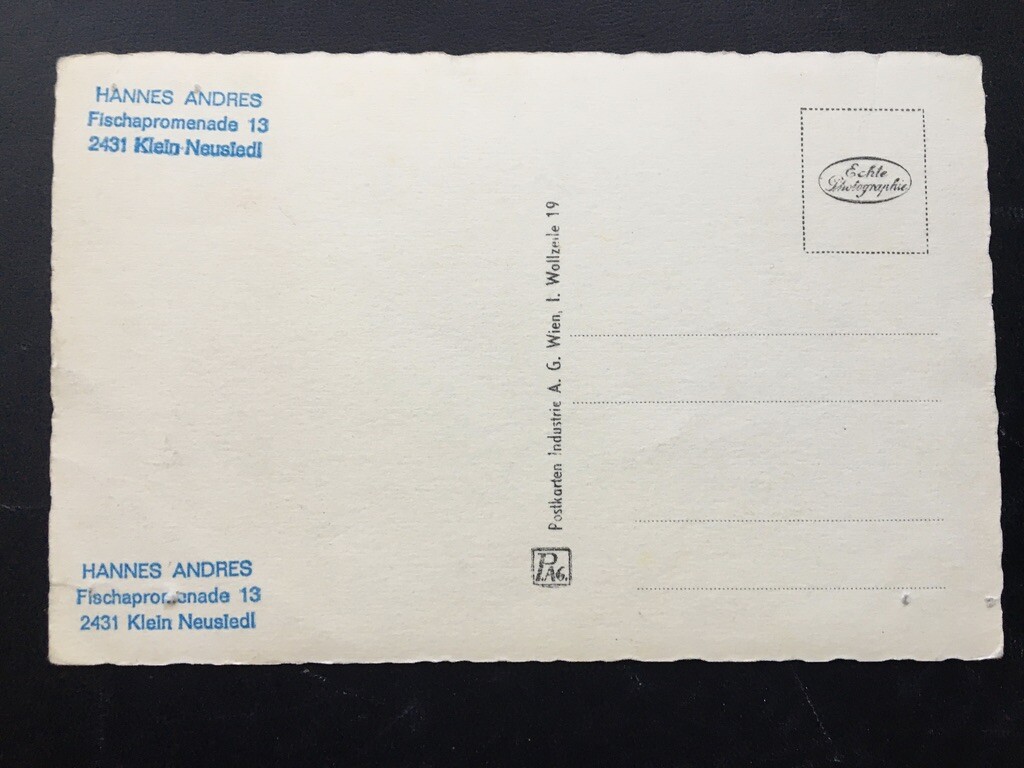 HANNES ANDRES
Fischapromenade 13
2431 Klein Neusiedl
Echte
Photographie
Postkarten Industrie A. G. Wien, I. Wollzeile 19
PAG.
HANNES ANDRES
Fischapromenade 13
2431 Klein Neusiedl